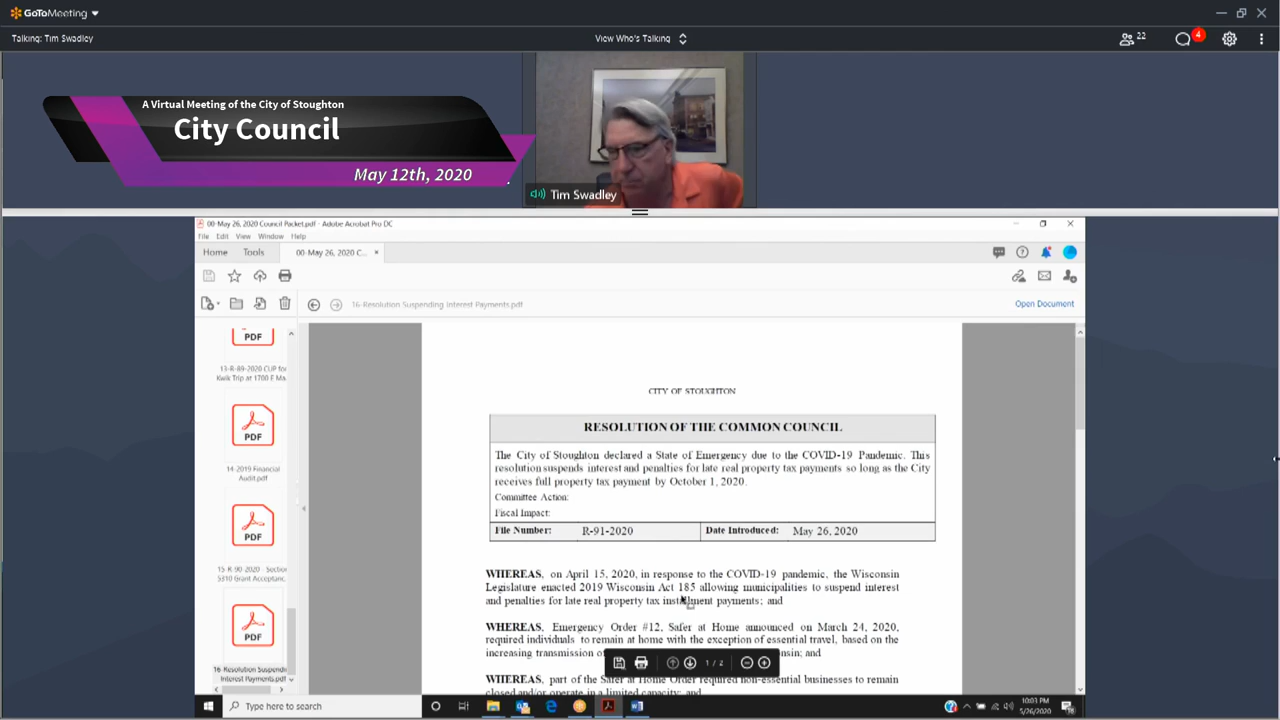 GoToMeeting
Talking: Tim Swadley
View Who's Talking
22
4
A Virtual Meeting of the City of Stoughton
City Council
May 12th, 2020
Tim Swadley
00-May 26, 2020 Council Packet.pdf - Adobe Acrobat Pro DC
File Edit View Window Help
Home Tools 00-May 26, 2020 C... ×
16-Resolution Suspending Interest Payments.pdf
Open Document
PDF
13-R-89-2020 CUP for
Kwik Trip at 1700 E Ma
PDF
14-2019 Financial
Audit.pdf
PDF
15-R-90-2020 - Section
5310 Grant Acceptanc
PDF
16-Resolution Suspendin
Interest Payments.pdf
CITY OF STOUGHTON
RESOLUTION OF THE COMMON COUNCIL
The City of Stoughton declared a State of Emergency due to the COVID-19 Pandemic. This
resolution suspends interest and penalties for late real property tax payments so long as the City
receives full property tax payment by October 1, 2020.
Committee Action:
Fiscal Impact:
File Number: R-91-2020 Date Introduced: May 26, 2020
WHEREAS, on April 15, 2020, in response to the COVID-19 pandemic, the Wisconsin
Legislature enacted 2019 Wisconsin Act 185 allowing municipalities to suspend interest
and penalties for late real property tax installment payments; and
WHEREAS, Emergency Order #12, Safer at Home announced on March 24, 2020,
required individuals to remain at home with the exception of essential travel, based on the
increasing transmission of
nsin; and
1 / 2
WHEREAS, part of the Safer at Home Order required non-essential businesses to remain
closed and/or operate in a limited capacity; and
Type here to search
10:03 PM
5/26/2020